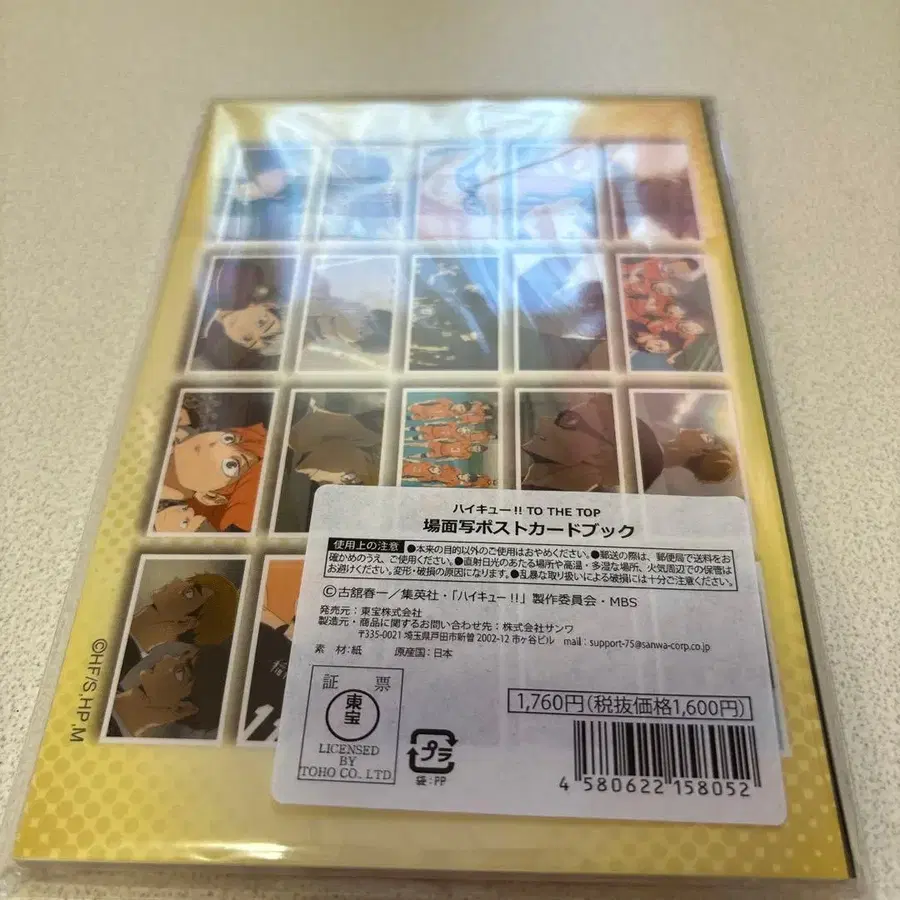 ハイキュー!! TO THE TOP
場面写ポストカードブック
使用上の注意 ●本来の目的以外のご使用はおやめください。●郵送の際は、郵便局で送料をお
確かめのうえ、ご使用ください。●直射日光のあたる場所や高温・多湿な場所、火気周辺での保管は
お避けください。変形・破損の原因になります。●乱暴な取り扱いによる破損には十分ご注意ください。
©古舘春一/集英社・「ハイキュー!!」製作委員会・MBS
発売元:東宝株式会社
製造元・商品に関するお問い合わせ先:株式会社サンワ
〒335-0021 埼玉県戸田市新曽 2002-12 市ヶ谷ビル mail:support-75@sanwa-corp.co.jp
素 材:紙 原産国:日本
証 票
東宝
LICENSED
BY
TOHO CO., LTD.
プラ
袋:PP
1,760円(税抜価格1,600円)
4 580622 158052
©HF/S,HP,M